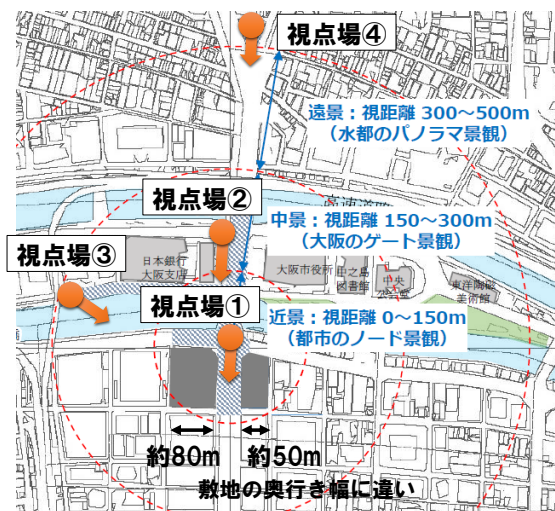 視点場④
遠景：視距離 300～500m
（水都のパノラマ景観）
視点場②
中景：視距離 150～300m
（大阪のゲート景観）
視点場③
日本銀行
大阪支店
大阪市役所
中之島
図書館
中央
東洋陶磁
美術館
視点場①
近景：視距離 0～150m
（都市のノード景観）
約80m
約50m
敷地の奥行き幅に違い